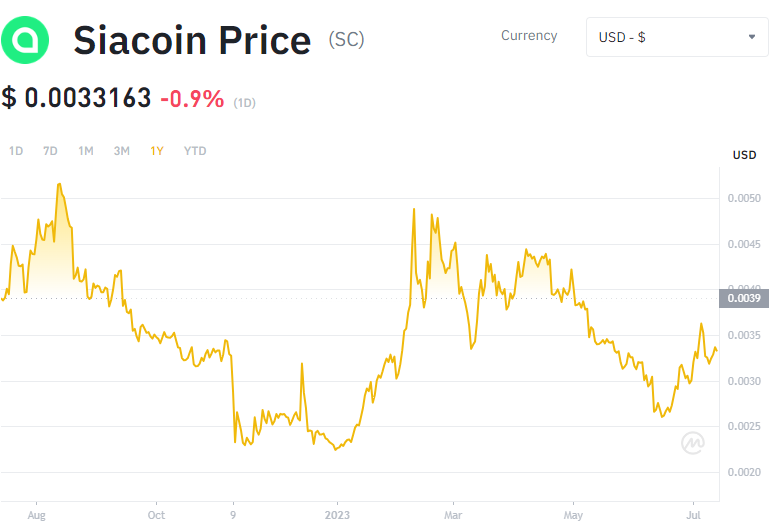 Siacoin Price (SC)
Currency
USD - $
$ 0.0033163 -0.9% (1D)
1D 7D 1M 3M 1Y YTD
USD
0.0050
0.0045
0.0040
0.0039
0.0035
0.0030
0.0025
0.0020
Aug Oct 9 2023 Mar May Jul